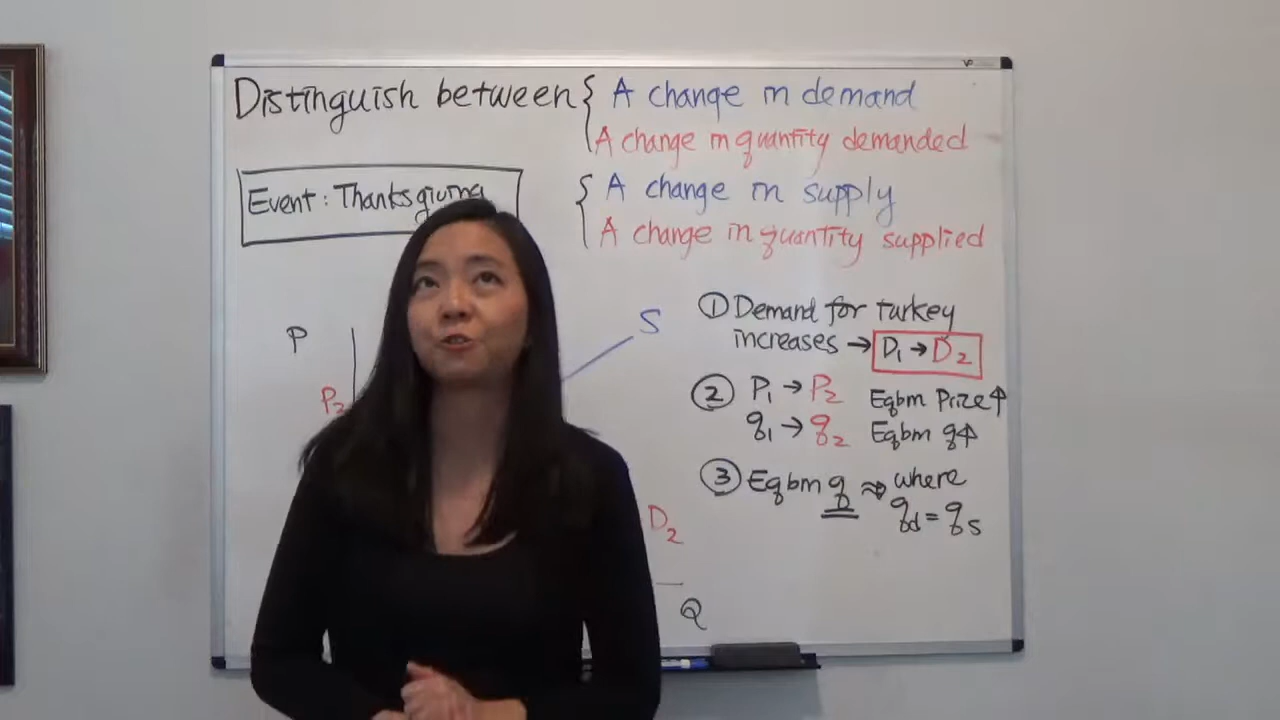 Distinguish between { A change in demand
A change in quantity demanded
Event: Thanksgiving
{ A change in supply
A change in quantity supplied
P
P2
S
D2
Q
① Demand for turkey
increases → D1 → D2
② P1 → P2 Eqbm Prize↑
q1 → q2 Eqbm q↑
③ Eqbm q ⇒ where
qd = qs